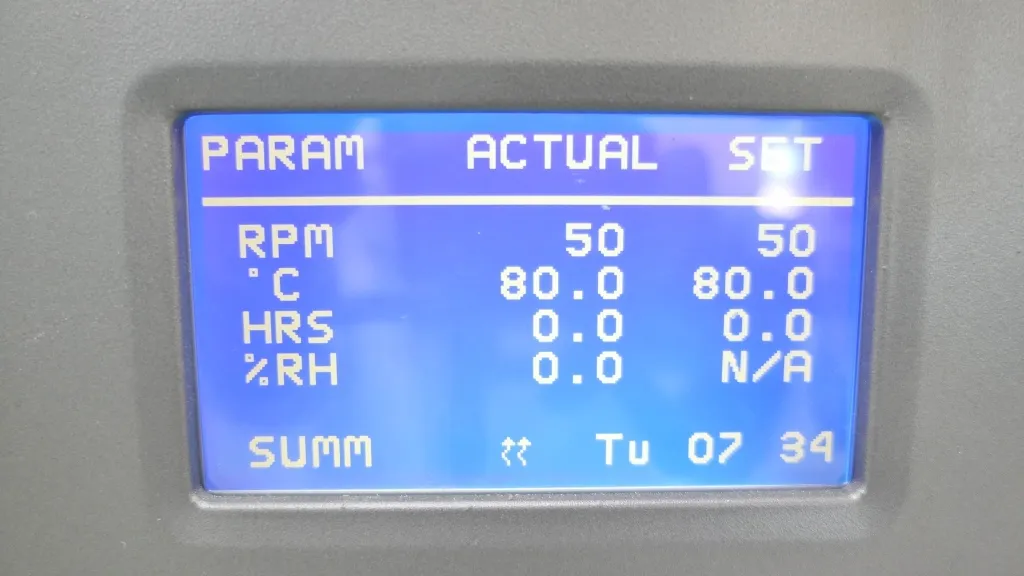 PARAM ACTUAL SET
RPM 50 50
°C 80.0 80.0
HRS 0.0 0.0
%RH 0.0 N/A
SUMM Tu 07 34